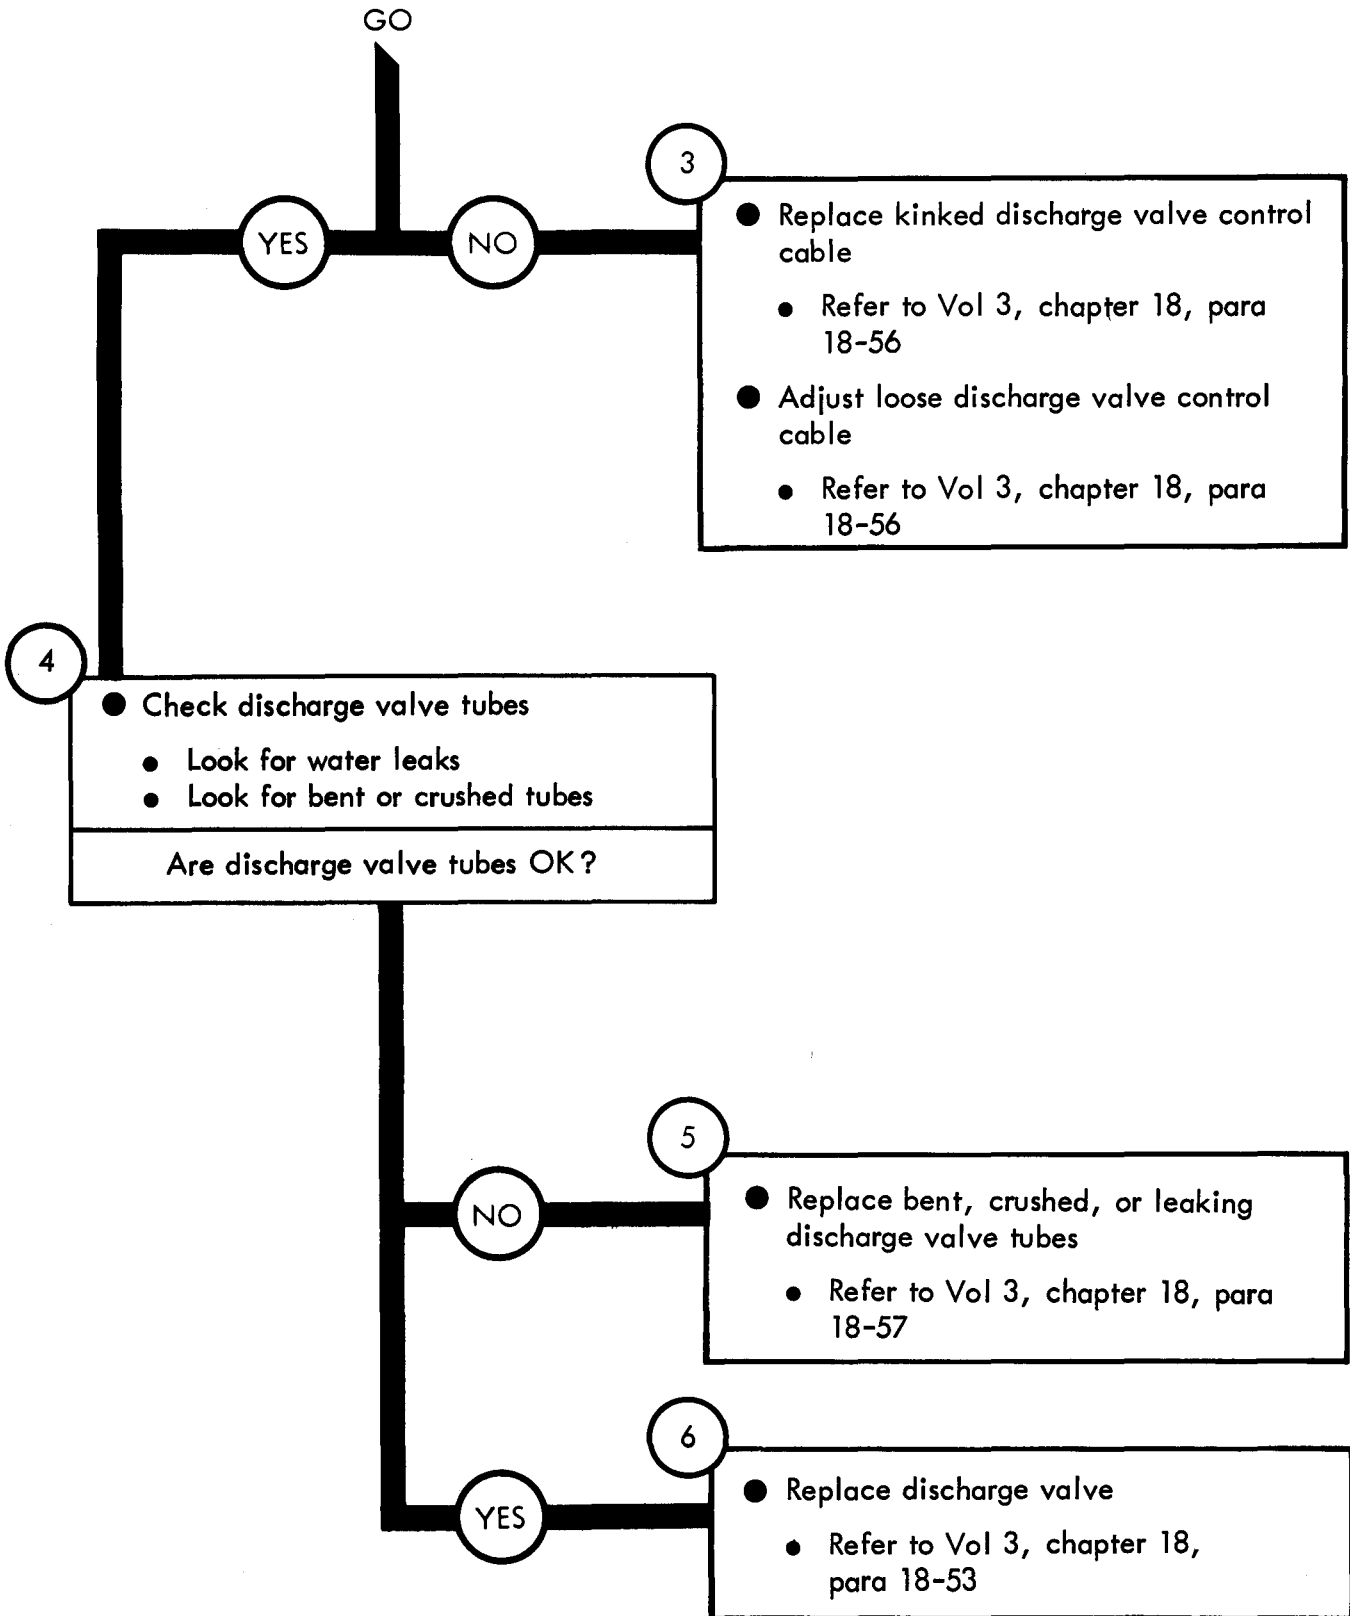 GO
3
YES
NO
● Replace kinked discharge valve control
cable
● Refer to Vol 3, chapter 18, para
18-56
● Adjust loose discharge valve control
cable
● Refer to Vol 3, chapter 18, para
18-56
4
● Check discharge valve tubes
● Look for water leaks
● Look for bent or crushed tubes
Are discharge valve tubes OK?
5
NO
● Replace bent, crushed, or leaking
discharge valve tubes
● Refer to Vol 3, chapter 18, para
18-57
6
YES
● Replace discharge valve
● Refer to Vol 3, chapter 18,
para 18-53